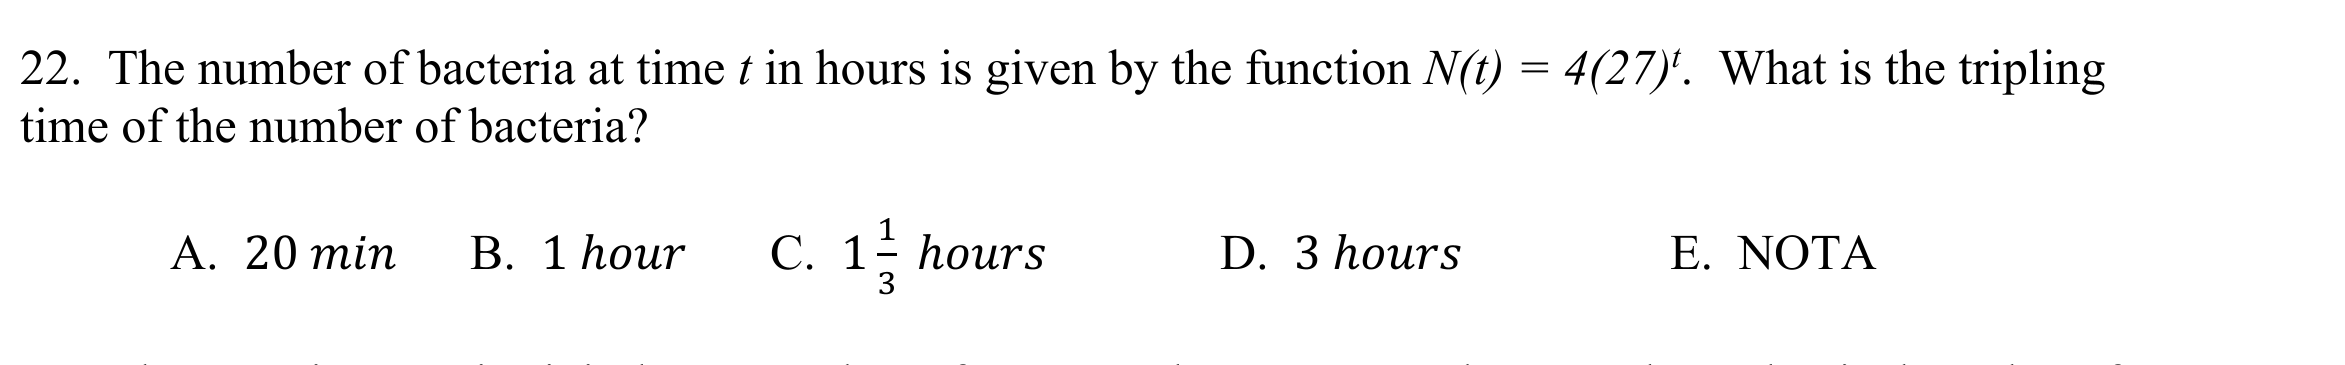 22. The number of bacteria at time t in hours is given by the function N(t) = 4(27)ᵗ. What is the tripling
time of the number of bacteria?
A. 20 min B. 1 hour C. 1 1/3 hours D. 3 hours E. NOTA